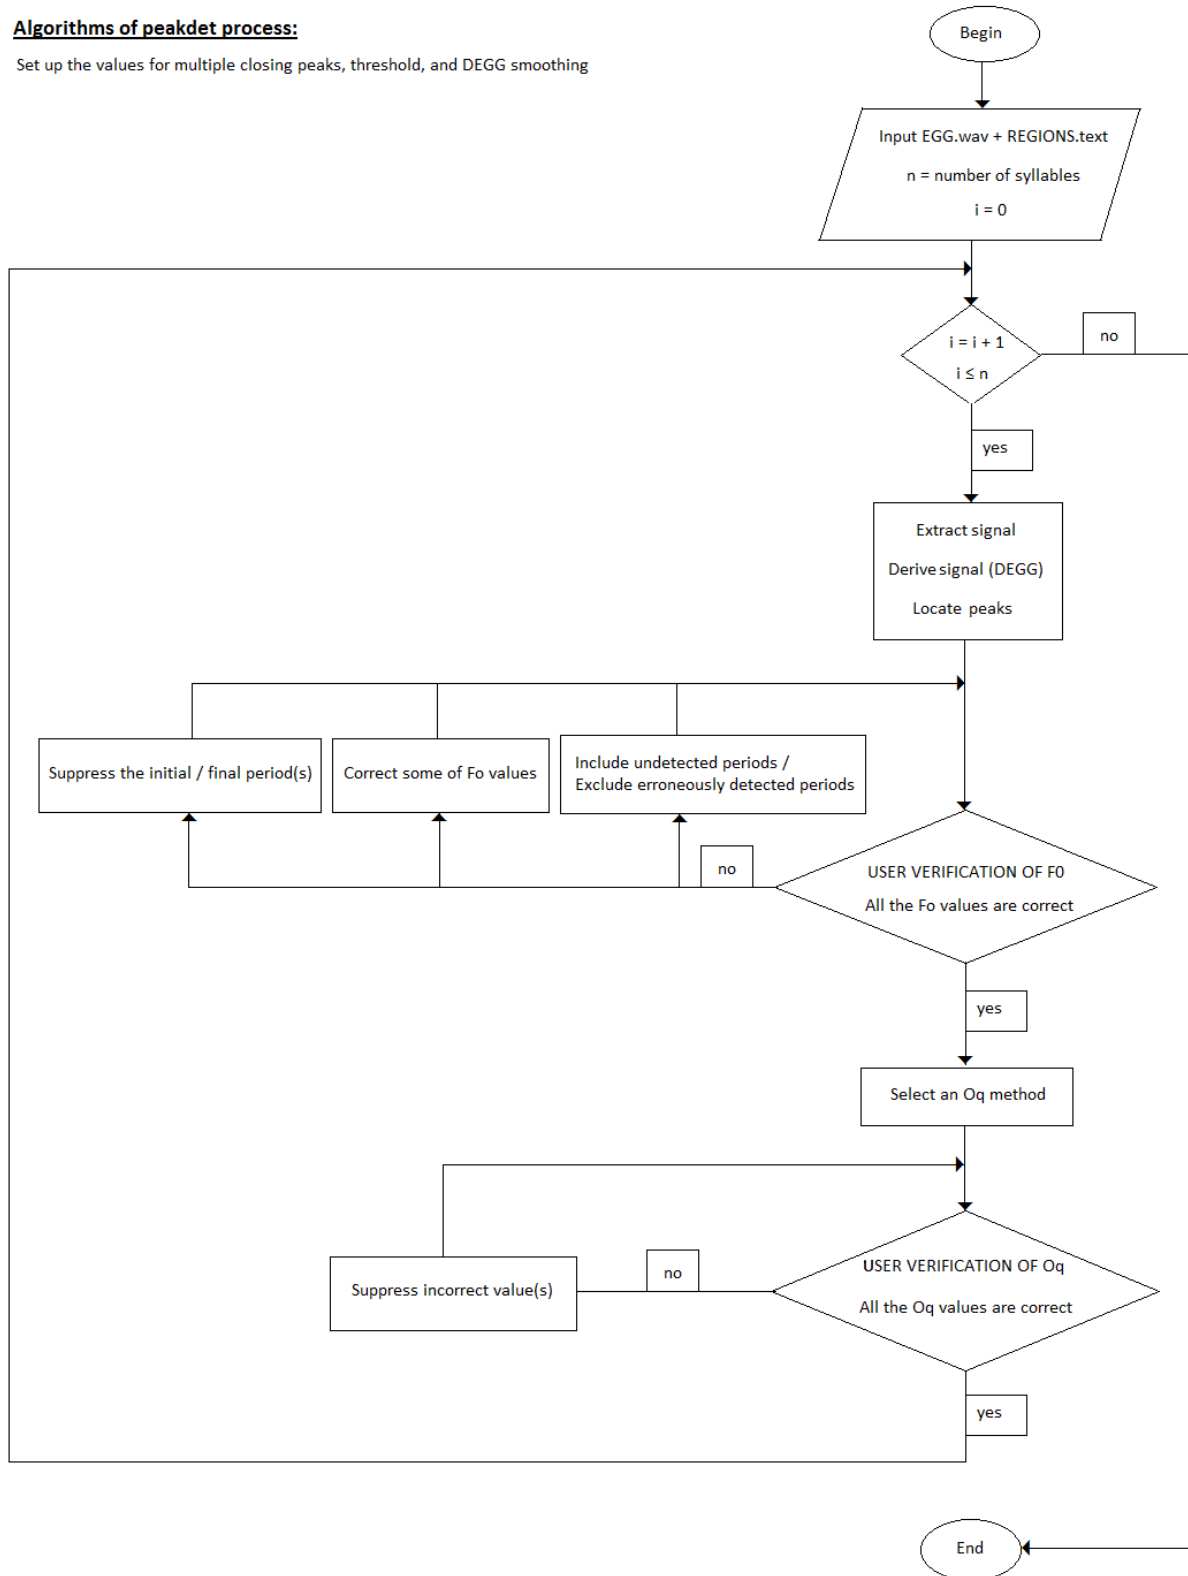 Algorithms of peakdet process:
Set up the values for multiple closing peaks, threshold, and DEGG smoothing
Begin
Input EGG.wav + REGIONS.text
n = number of syllables
i = 0
i = i + 1
i ≤ n
no
yes
Extract signal
Derive signal (DEGG)
Locate peaks
Suppress the initial / final period(s)
Correct some of Fo values
Include undetected periods /
Exclude erroneously detected periods
no
USER VERIFICATION OF F0
All the Fo values are correct
yes
Select an Oq method
USER VERIFICATION OF Oq
All the Oq values are correct
no
Suppress incorrect value(s)
yes
End